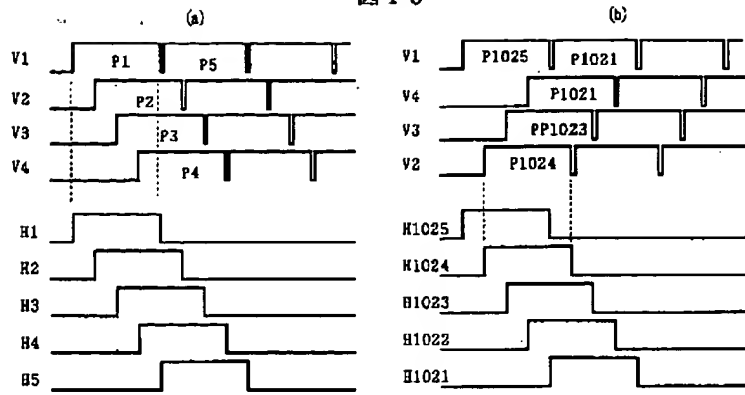 (a)
V1 P1 P5
V2 P2
V3 P3
V4 P4
H1
H2
H3
H4
H5
(b)
V1 P1025 P1021
V4 P1021
V3 PP1023
V2 P1024
H1025
H1024
H1023
H1022
H1021